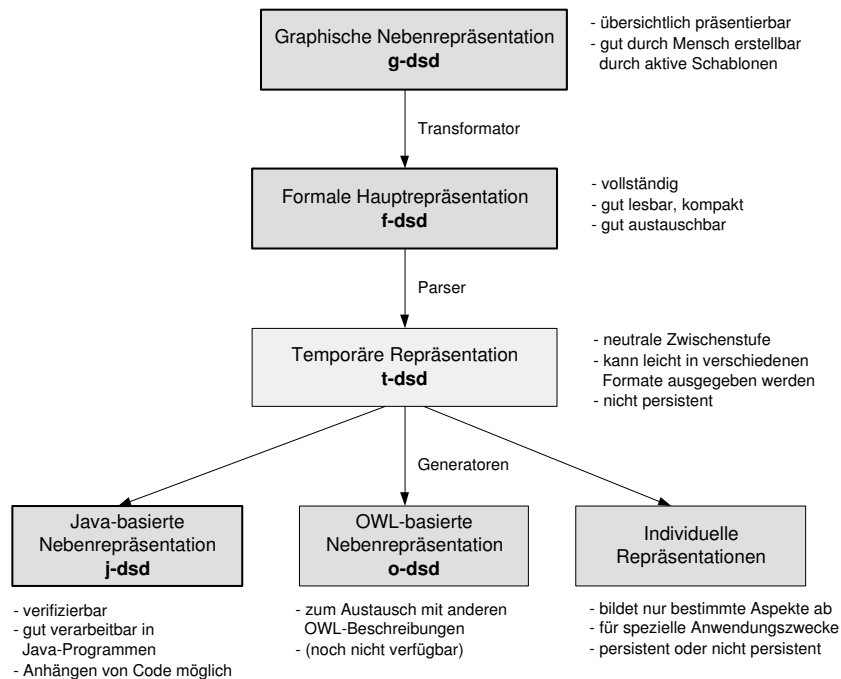 Graphische Nebenrepräsentation
g-dsd
- übersichtlich präsentierbar
- gut durch Mensch erstellbar
durch aktive Schablonen
Transformator
Formale Hauptrepräsentation
f-dsd
- vollständig
- gut lesbar, kompakt
- gut austauschbar
Parser
Temporäre Repräsentation
t-dsd
- neutrale Zwischenstufe
- kann leicht in verschiedenen
Formate ausgegeben werden
- nicht persistent
Generatoren
Java-basierte
Nebenrepräsentation
j-dsd
- verifizierbar
- gut verarbeitbar in
Java-Programmen
- Anhängen von Code möglich
OWL-basierte
Nebenrepräsentation
o-dsd
- zum Austausch mit anderen
OWL-Beschreibungen
- (noch nicht verfügbar)
Individuelle
Repräsentationen
- bildet nur bestimmte Aspekte ab
- für spezielle Anwendungszwecke
- persistent oder nicht persistent